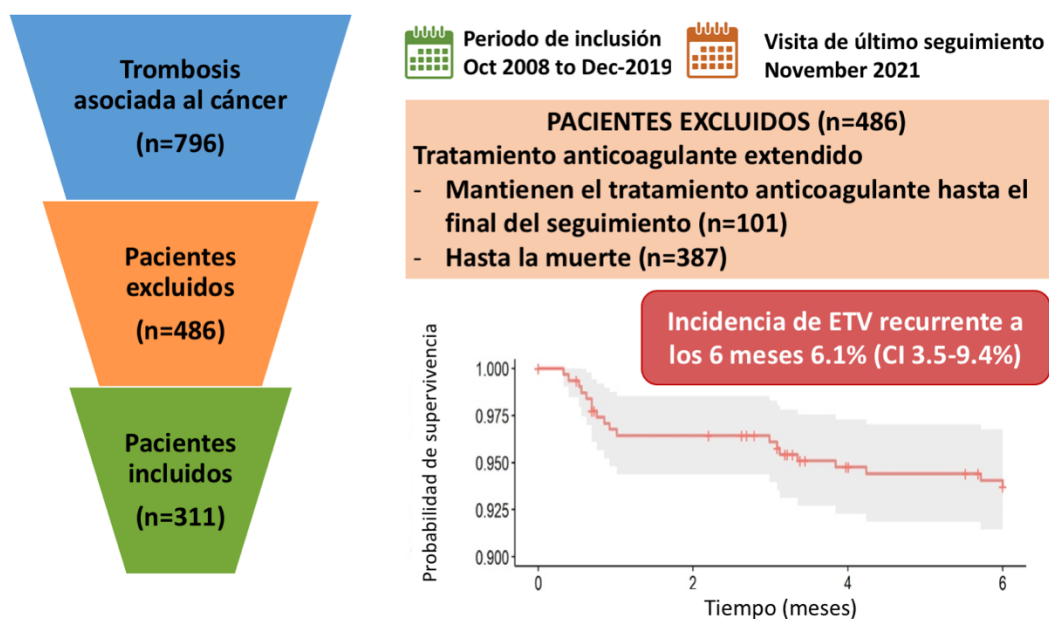 Trombosis
asociada al cáncer
(n=796)
Pacientes
excluidos
(n=486)
Pacientes
incluidos
(n=311)
Periodo de inclusión
Oct 2008 to Dec-2019
Visita de último seguimiento
November 2021
PACIENTES EXCLUIDOS (n=486)
Tratamiento anticoagulante extendido
- Mantienen el tratamiento anticoagulante hasta el
final del seguimiento (n=101)
- Hasta la muerte (n=387)
Incidencia de ETV recurrente a
los 6 meses 6.1% (CI 3.5-9.4%)
Probabilidad de supervivencia
1.000
0.975
0.950
0.925
0.900
0
2
4
6
Tiempo (meses)